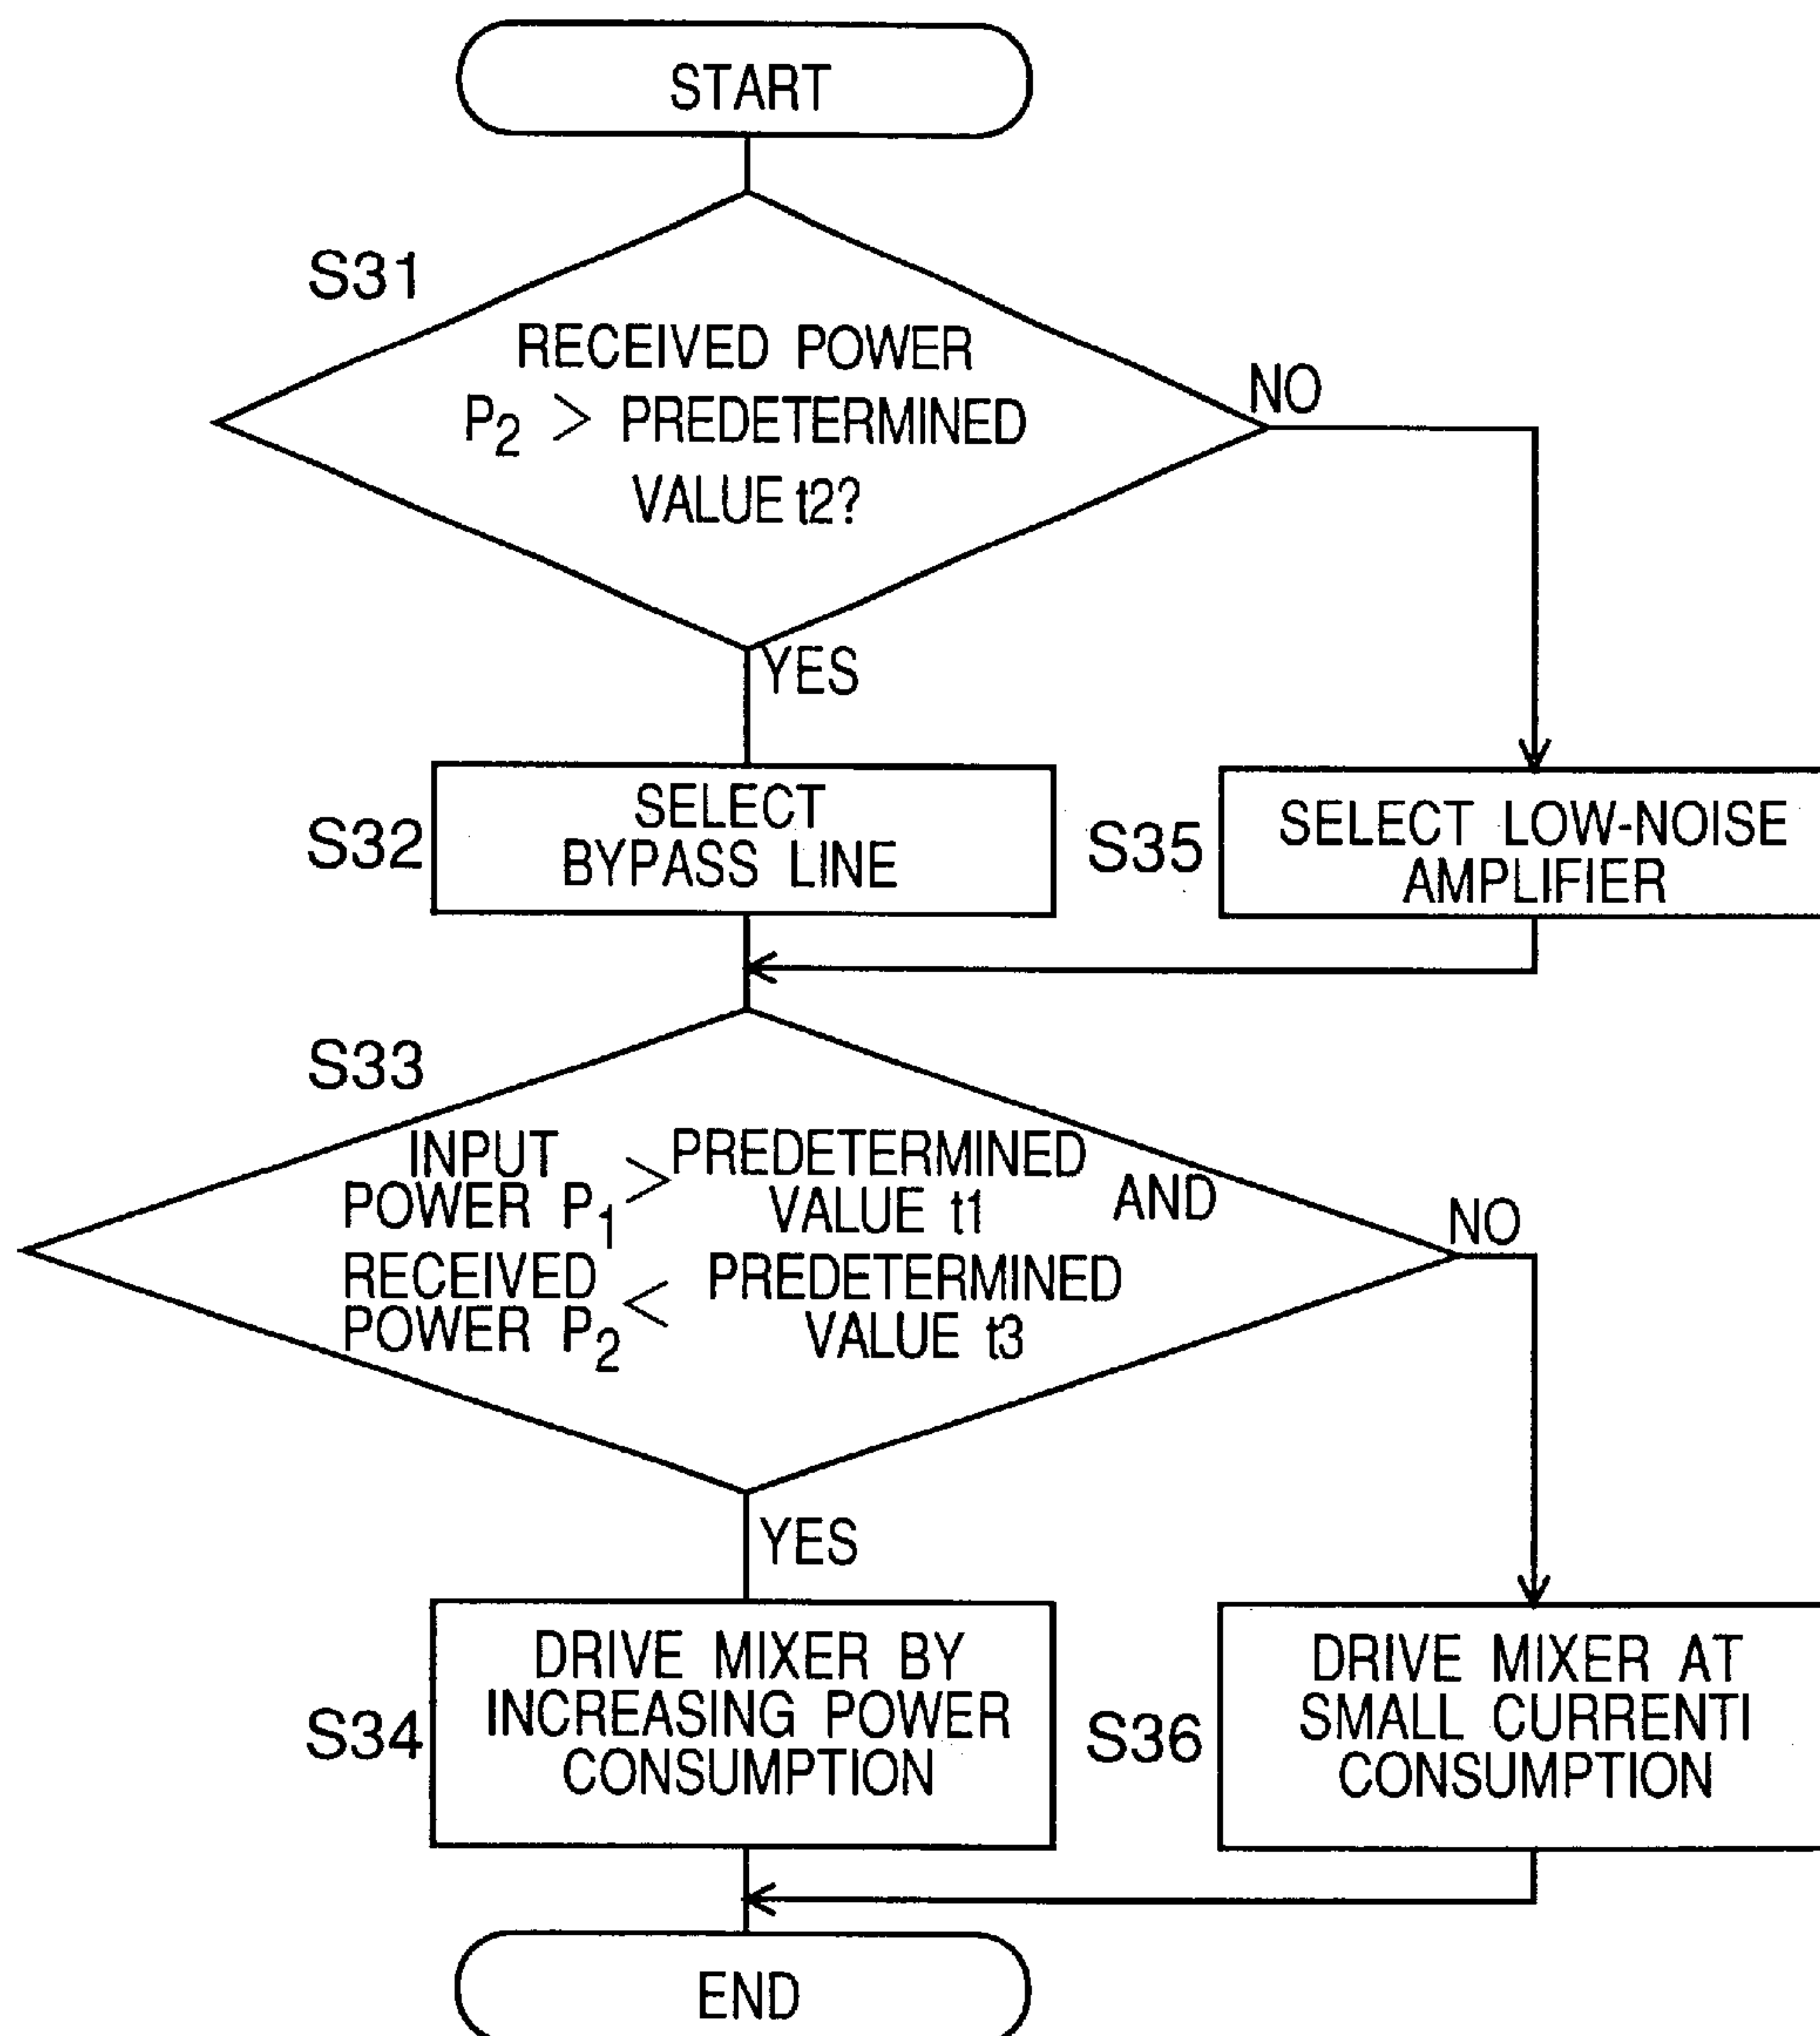 START
S31
RECEIVED POWER
P2 > PREDETERMINED
VALUE t2?
NO
YES
S32
SELECT
BYPASS LINE
S35
SELECT LOW-NOISE
AMPLIFIER
S33
INPUT
POWER P1 > PREDETERMINED
VALUE t1 AND
RECEIVED
POWER P2 < PREDETERMINED
VALUE t3
NO
YES
S34
DRIVE MIXER BY
INCREASING POWER
CONSUMPTION
S36
DRIVE MIXER AT
SMALL CURRENTI
CONSUMPTION
END